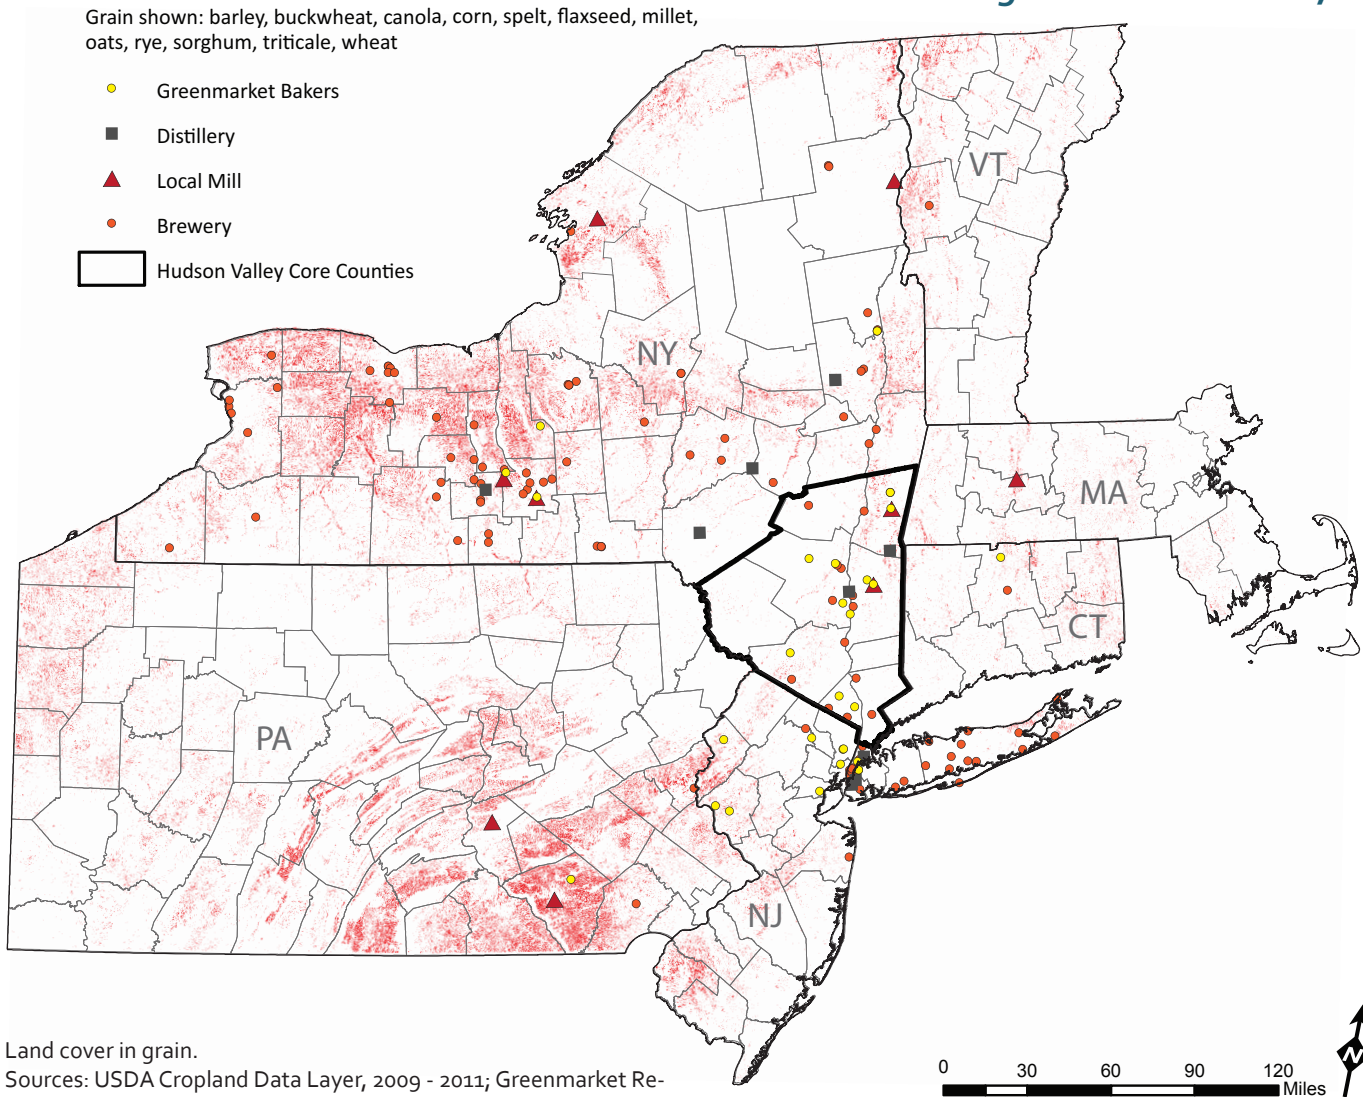 Grain shown: barley, buckwheat, canola, corn, spelt, flaxseed, millet,
oats, rye, sorghum, triticale, wheat
Greenmarket Bakers
Distillery
Local Mill
Brewery
Hudson Valley Core Counties
VT
NY
MA
CT
PA
NJ
Land cover in grain.
Sources: USDA Cropland Data Layer, 2009 - 2011; Greenmarket Re-
0 30 60 90 120
Miles
N